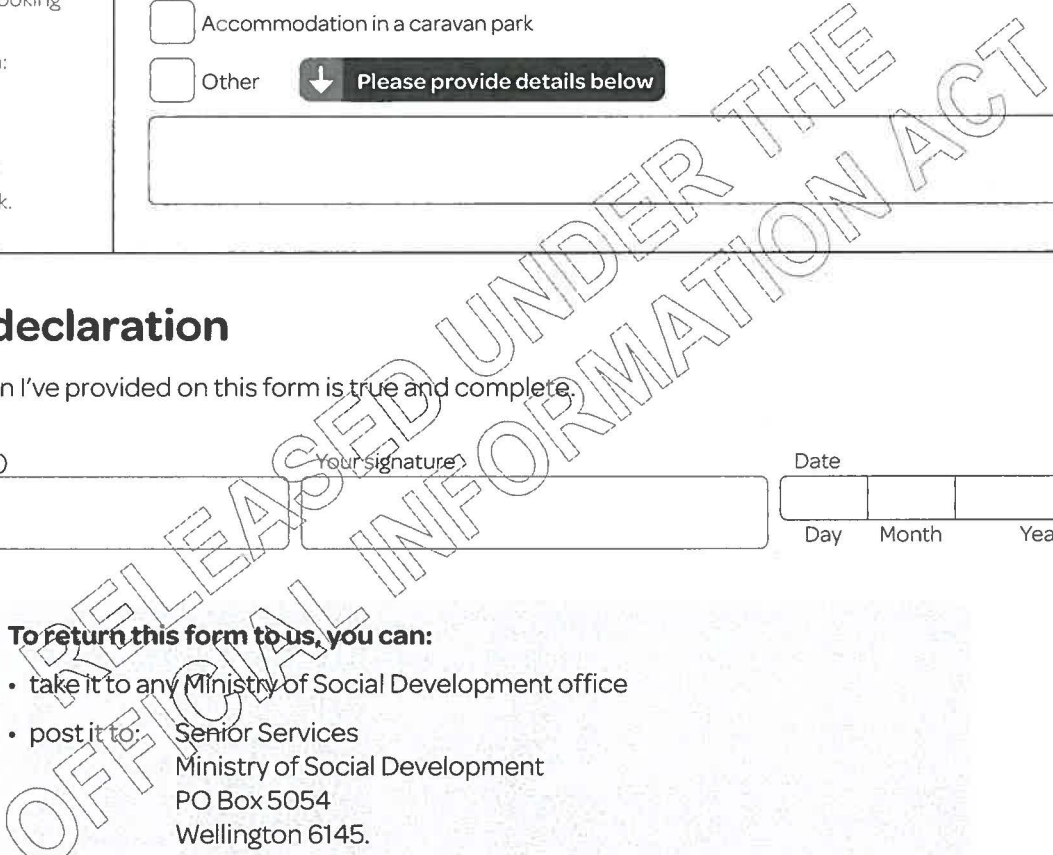 Accommodation in a caravan park
Other
Please provide details below
k.
declaration
n I've provided on this form is true and complete.
Your signature
Date
Day Month
To return this form to us, you can:
• take it to any Ministry of Social Development office
• post it to: Senior Services
Ministry of Social Development
PO Box 5054
Wellington 6145.
RELEASED UNDER THE
OFFICIAL INFORMATION ACT